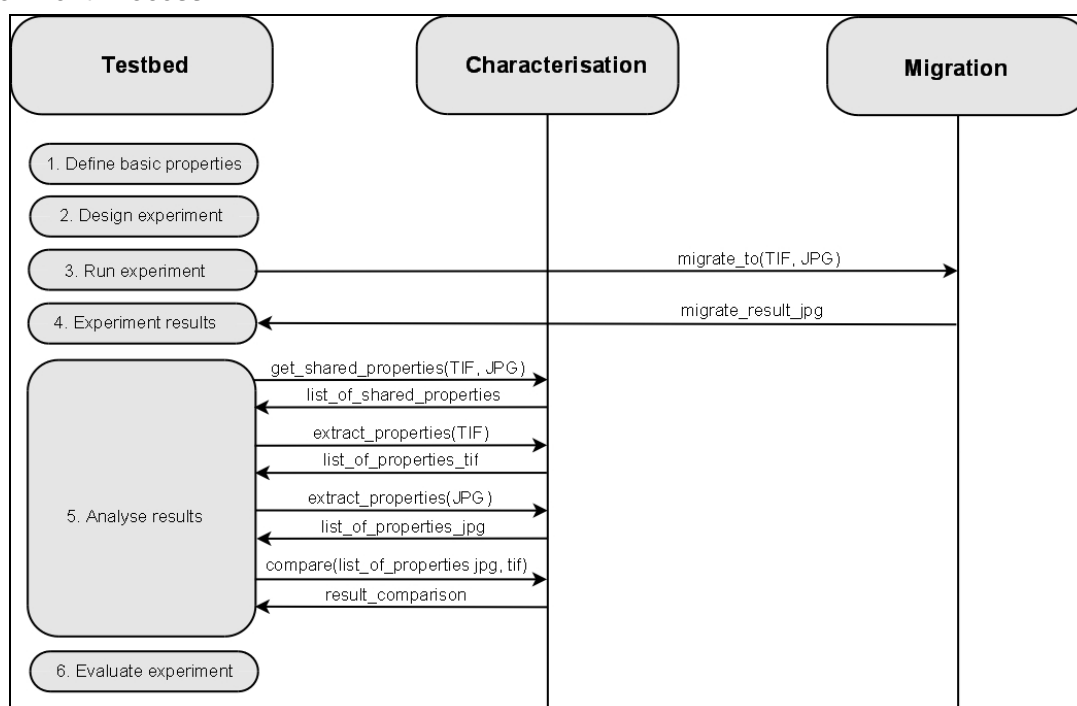 Testbed
Characterisation
Migration
1. Define basic properties
2. Design experiment
3. Run experiment
migrate_to(TIF, JPG)
4. Experiment results
migrate_result_jpg
get_shared_properties(TIF, JPG)
list_of_shared_properties
extract_properties(TIF)
list_of_properties_tif
5. Analyse results
extract_properties(JPG)
list_of_properties_jpg
compare(list_of_properties jpg, tif)
result_comparison
6. Evaluate experiment